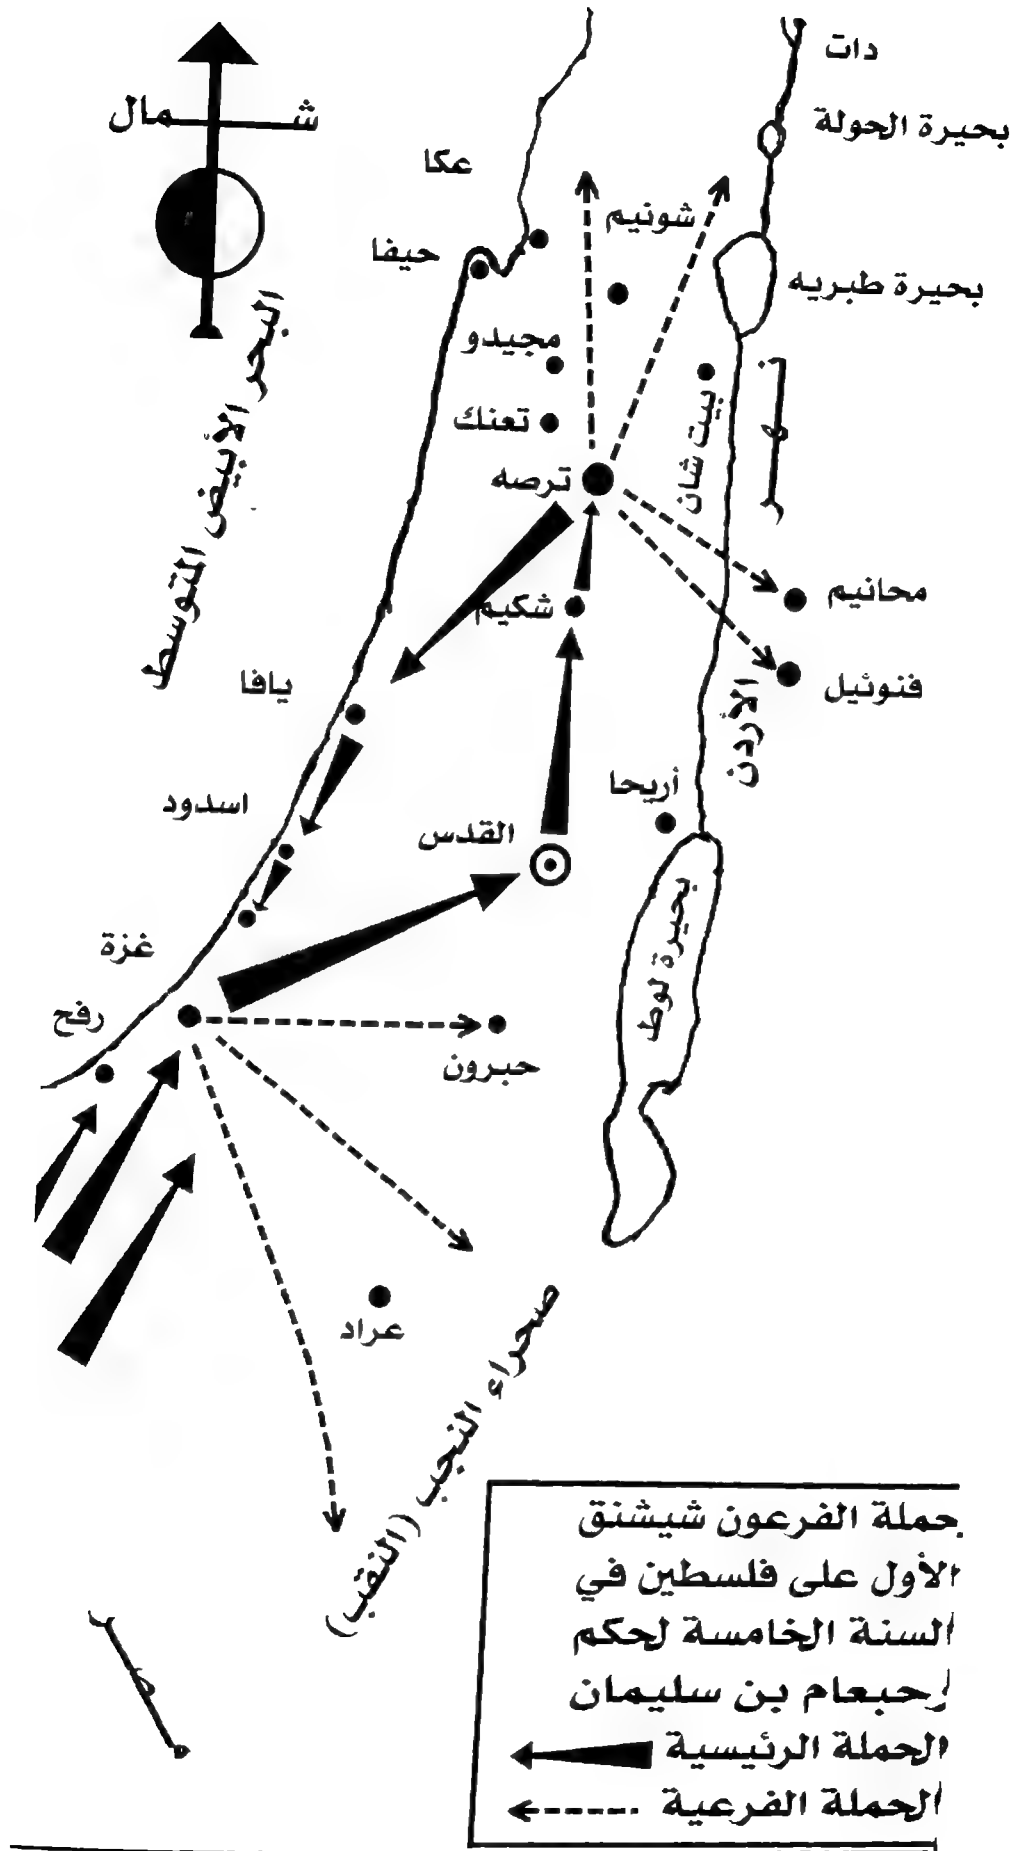 دات
شـــمال
بحيرة الحولة
عكا
شونيم
حيفا
بحيرة طبريه
البحر الأبيض المتوسط
مجيدو
نهر
بيت شان
تعنك
ترصه
محانيم
شكيم
فنوئيل
يافا
الأردن
أريحا
اسدود
القدس
بحيرة لوط
غزة
رفح
حبرون
عراد
صحراء النجب (النقب)
حملة الفرعون شيشنق
الأول على فلسطين في
السنة الخامسة لحكم
رحبعام بن سليمان
الحملة الرئيسية
الحملة الفرعية